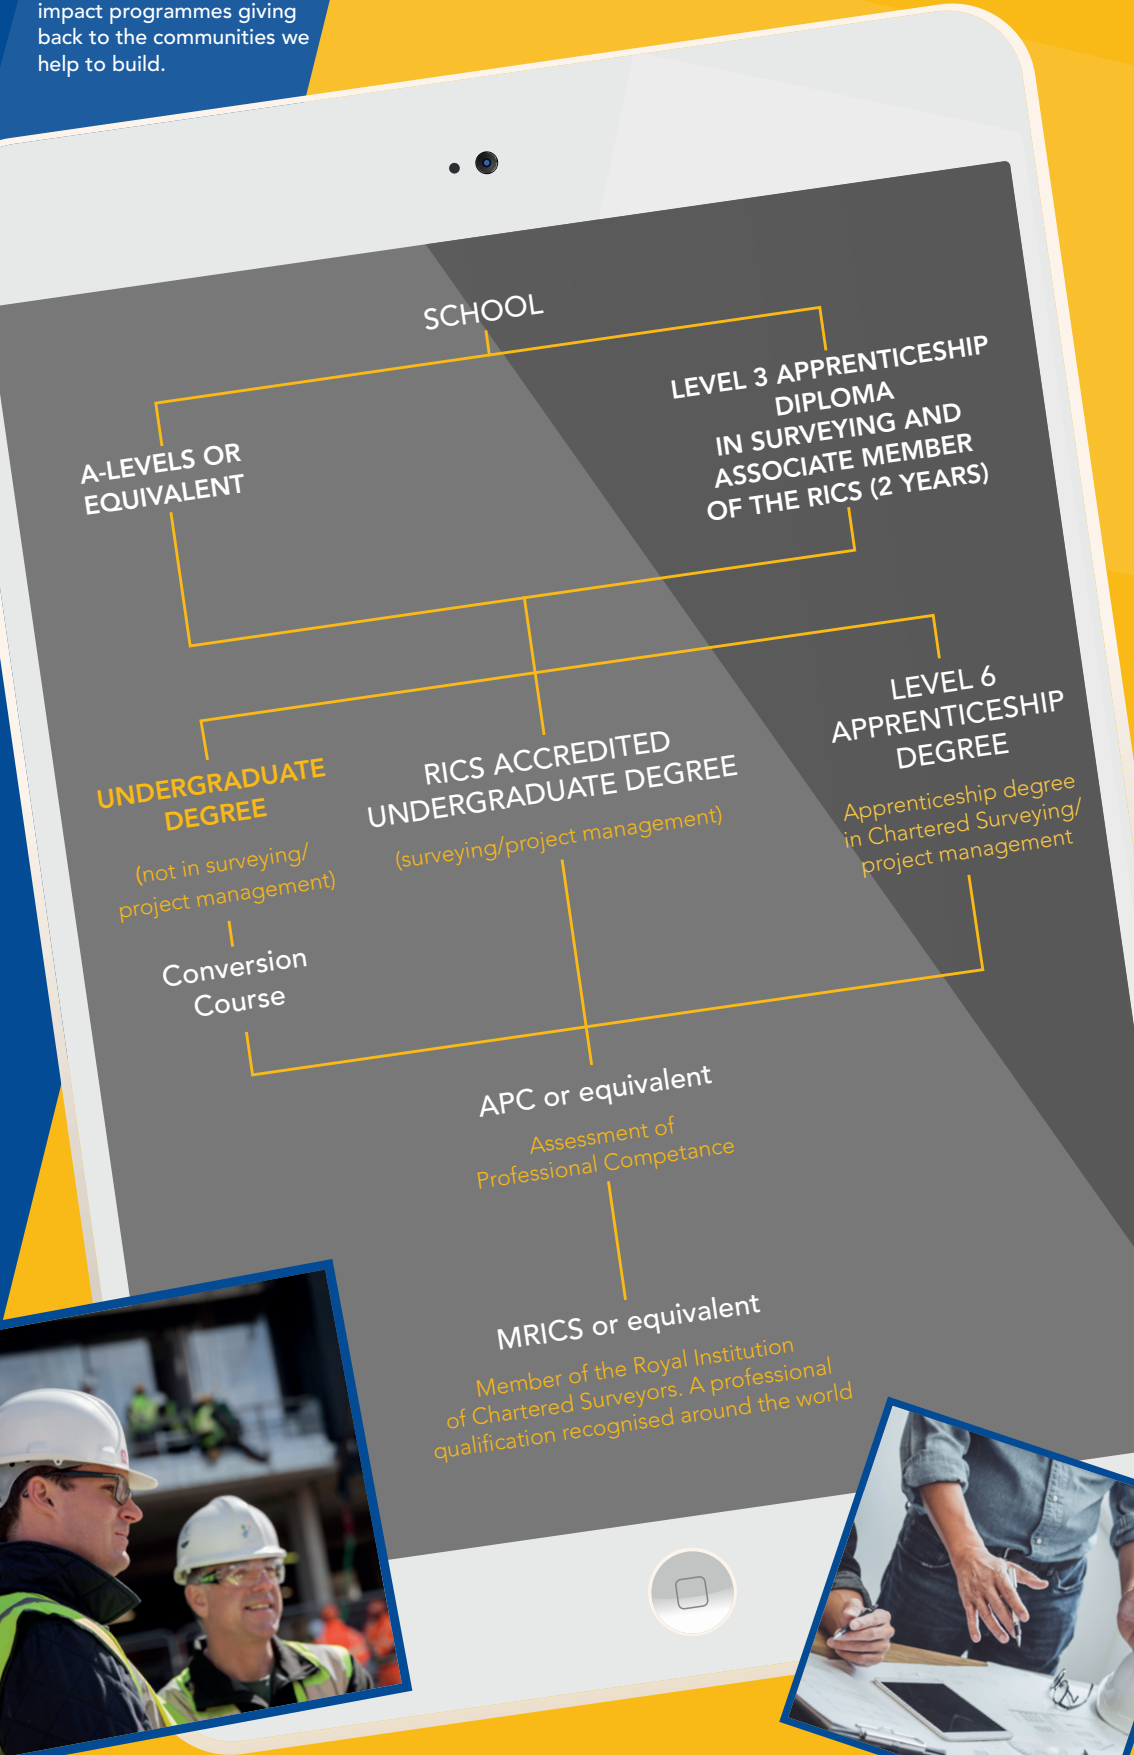 impact programmes giving
back to the communities we
help to build.
SCHOOL
A-LEVELS OR
EQUIVALENT
LEVEL 3 APPRENTICESHIP
DIPLOMA
IN SURVEYING AND
ASSOCIATE MEMBER
OF THE RICS (2 YEARS)
UNDERGRADUATE
DEGREE
(not in surveying/
project management)
Conversion
Course
RICS ACCREDITED
UNDERGRADUATE DEGREE
(surveying/project management)
LEVEL 6
APPRENTICESHIP
DEGREE
Apprenticeship degree
in Chartered Surveying/
project management
APC or equivalent
Assessment of
Professional Competance
MRICS or equivalent
Member of the Royal Institution
of Chartered Surveyors. A professional
qualification recognised around the world